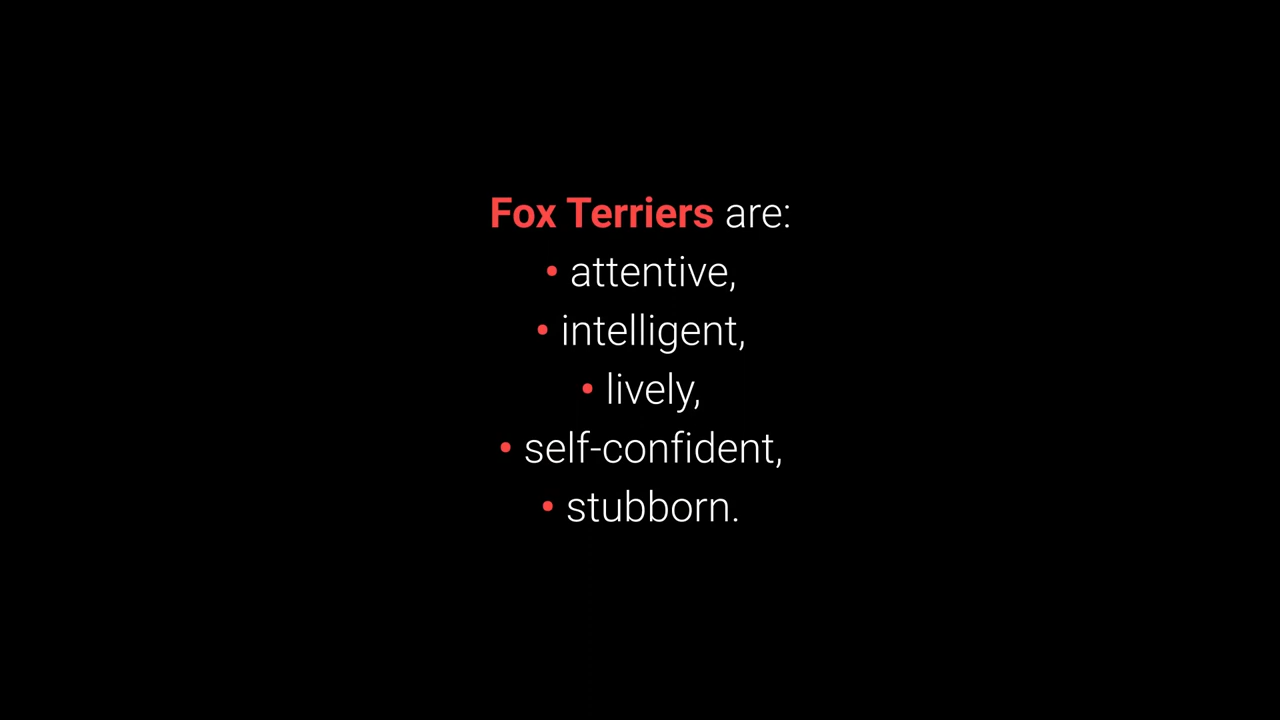 Fox Terriers are:
• attentive,
• intelligent,
• lively,
• self-confident,
• stubborn.